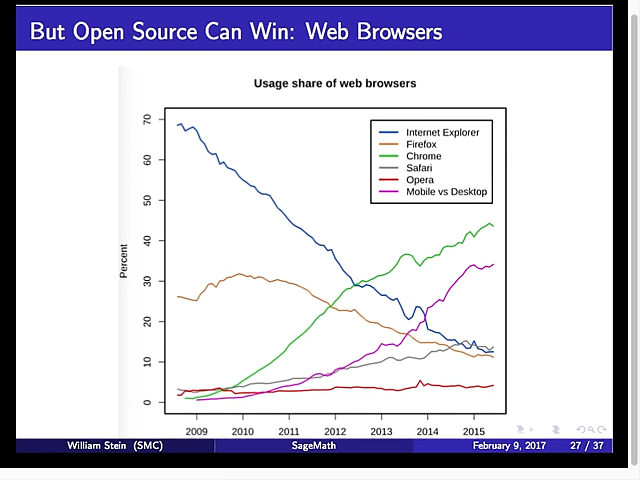 But Open Source Can Win: Web Browsers
Usage share of web browsers
Percent
70
60
50
40
30
20
10
0
Internet Explorer
Firefox
Chrome
Safari
Opera
Mobile vs Desktop
2009 2010 2011 2012 2013 2014 2015
William Stein (SMC) SageMath February 9, 2017 27 / 37